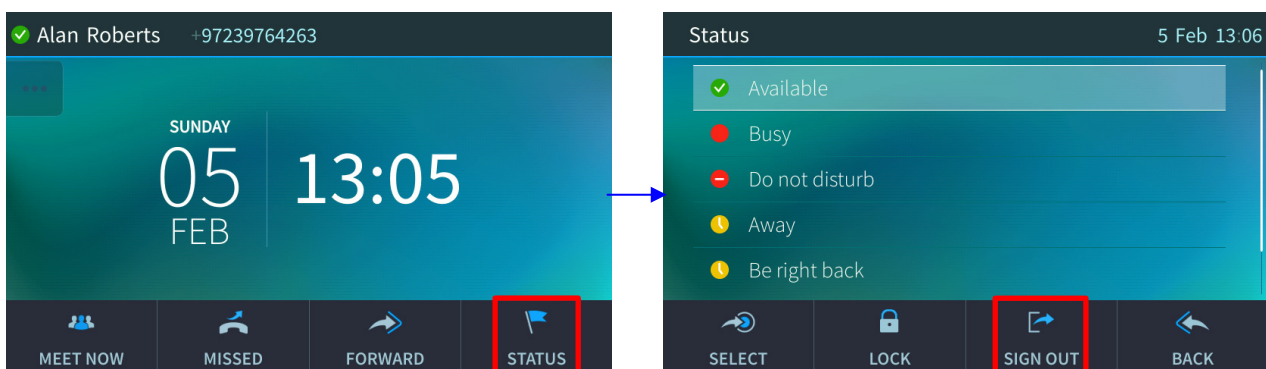 Alan Roberts +97239764263
SUNDAY
05
FEB
13:05
MEET NOW MISSED FORWARD STATUS
Status 5 Feb 13:06
Available
Busy
Do not disturb
Away
Be right back
SELECT LOCK SIGN OUT BACK